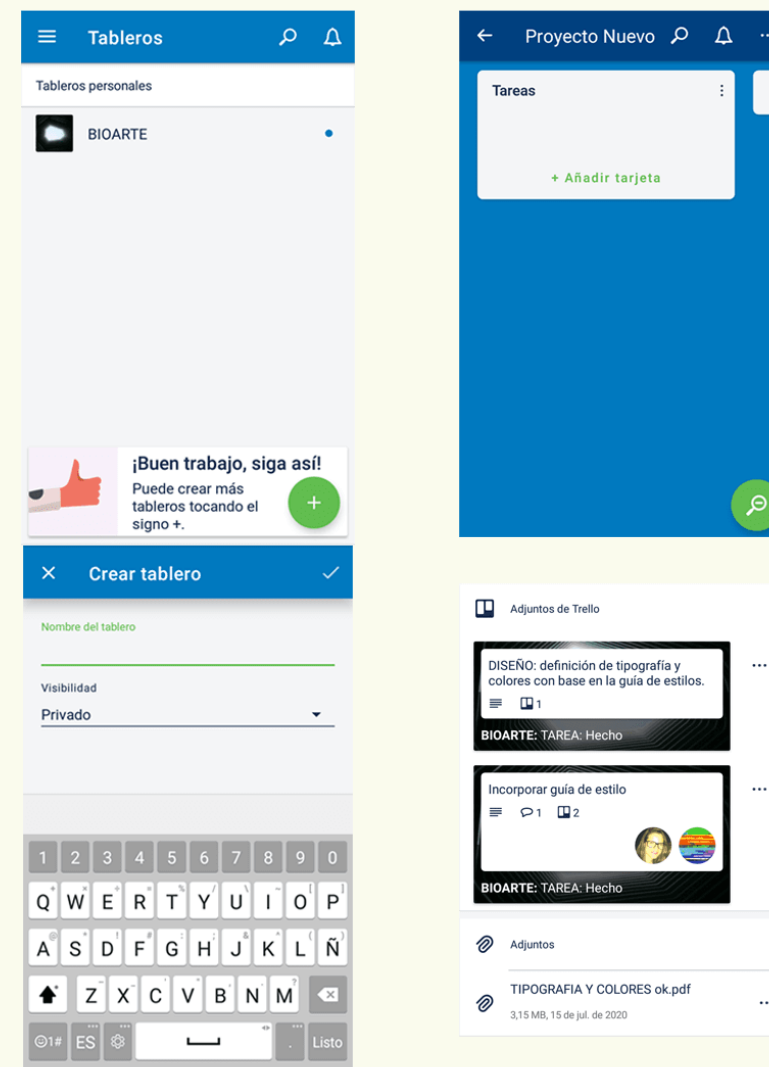 Tableros
Tableros personales
BIOARTE
¡Buen trabajo, siga así!
Puede crear más
tableros tocando el
signo +.
Crear tablero
Nombre del tablero
Visibilidad
Privado
1 2 3 4 5 6 7 8 9 0
Q W E R T Y U I O P
A S D F G H J K L Ñ
Z X C V B N M
1# ES . Listo
Proyecto Nuevo
Tareas
+ Añadir tarjeta
Adjuntos de Trello
DISEÑO: definición de tipografía y
colores con base en la guía de estilos.
1
BIOARTE: TAREA: Hecho
Incorporar guía de estilo
1 2
BIOARTE: TAREA: Hecho
Adjuntos
TIPOGRAFIA Y COLORES ok.pdf
3,15 MB, 15 de jul. de 2020